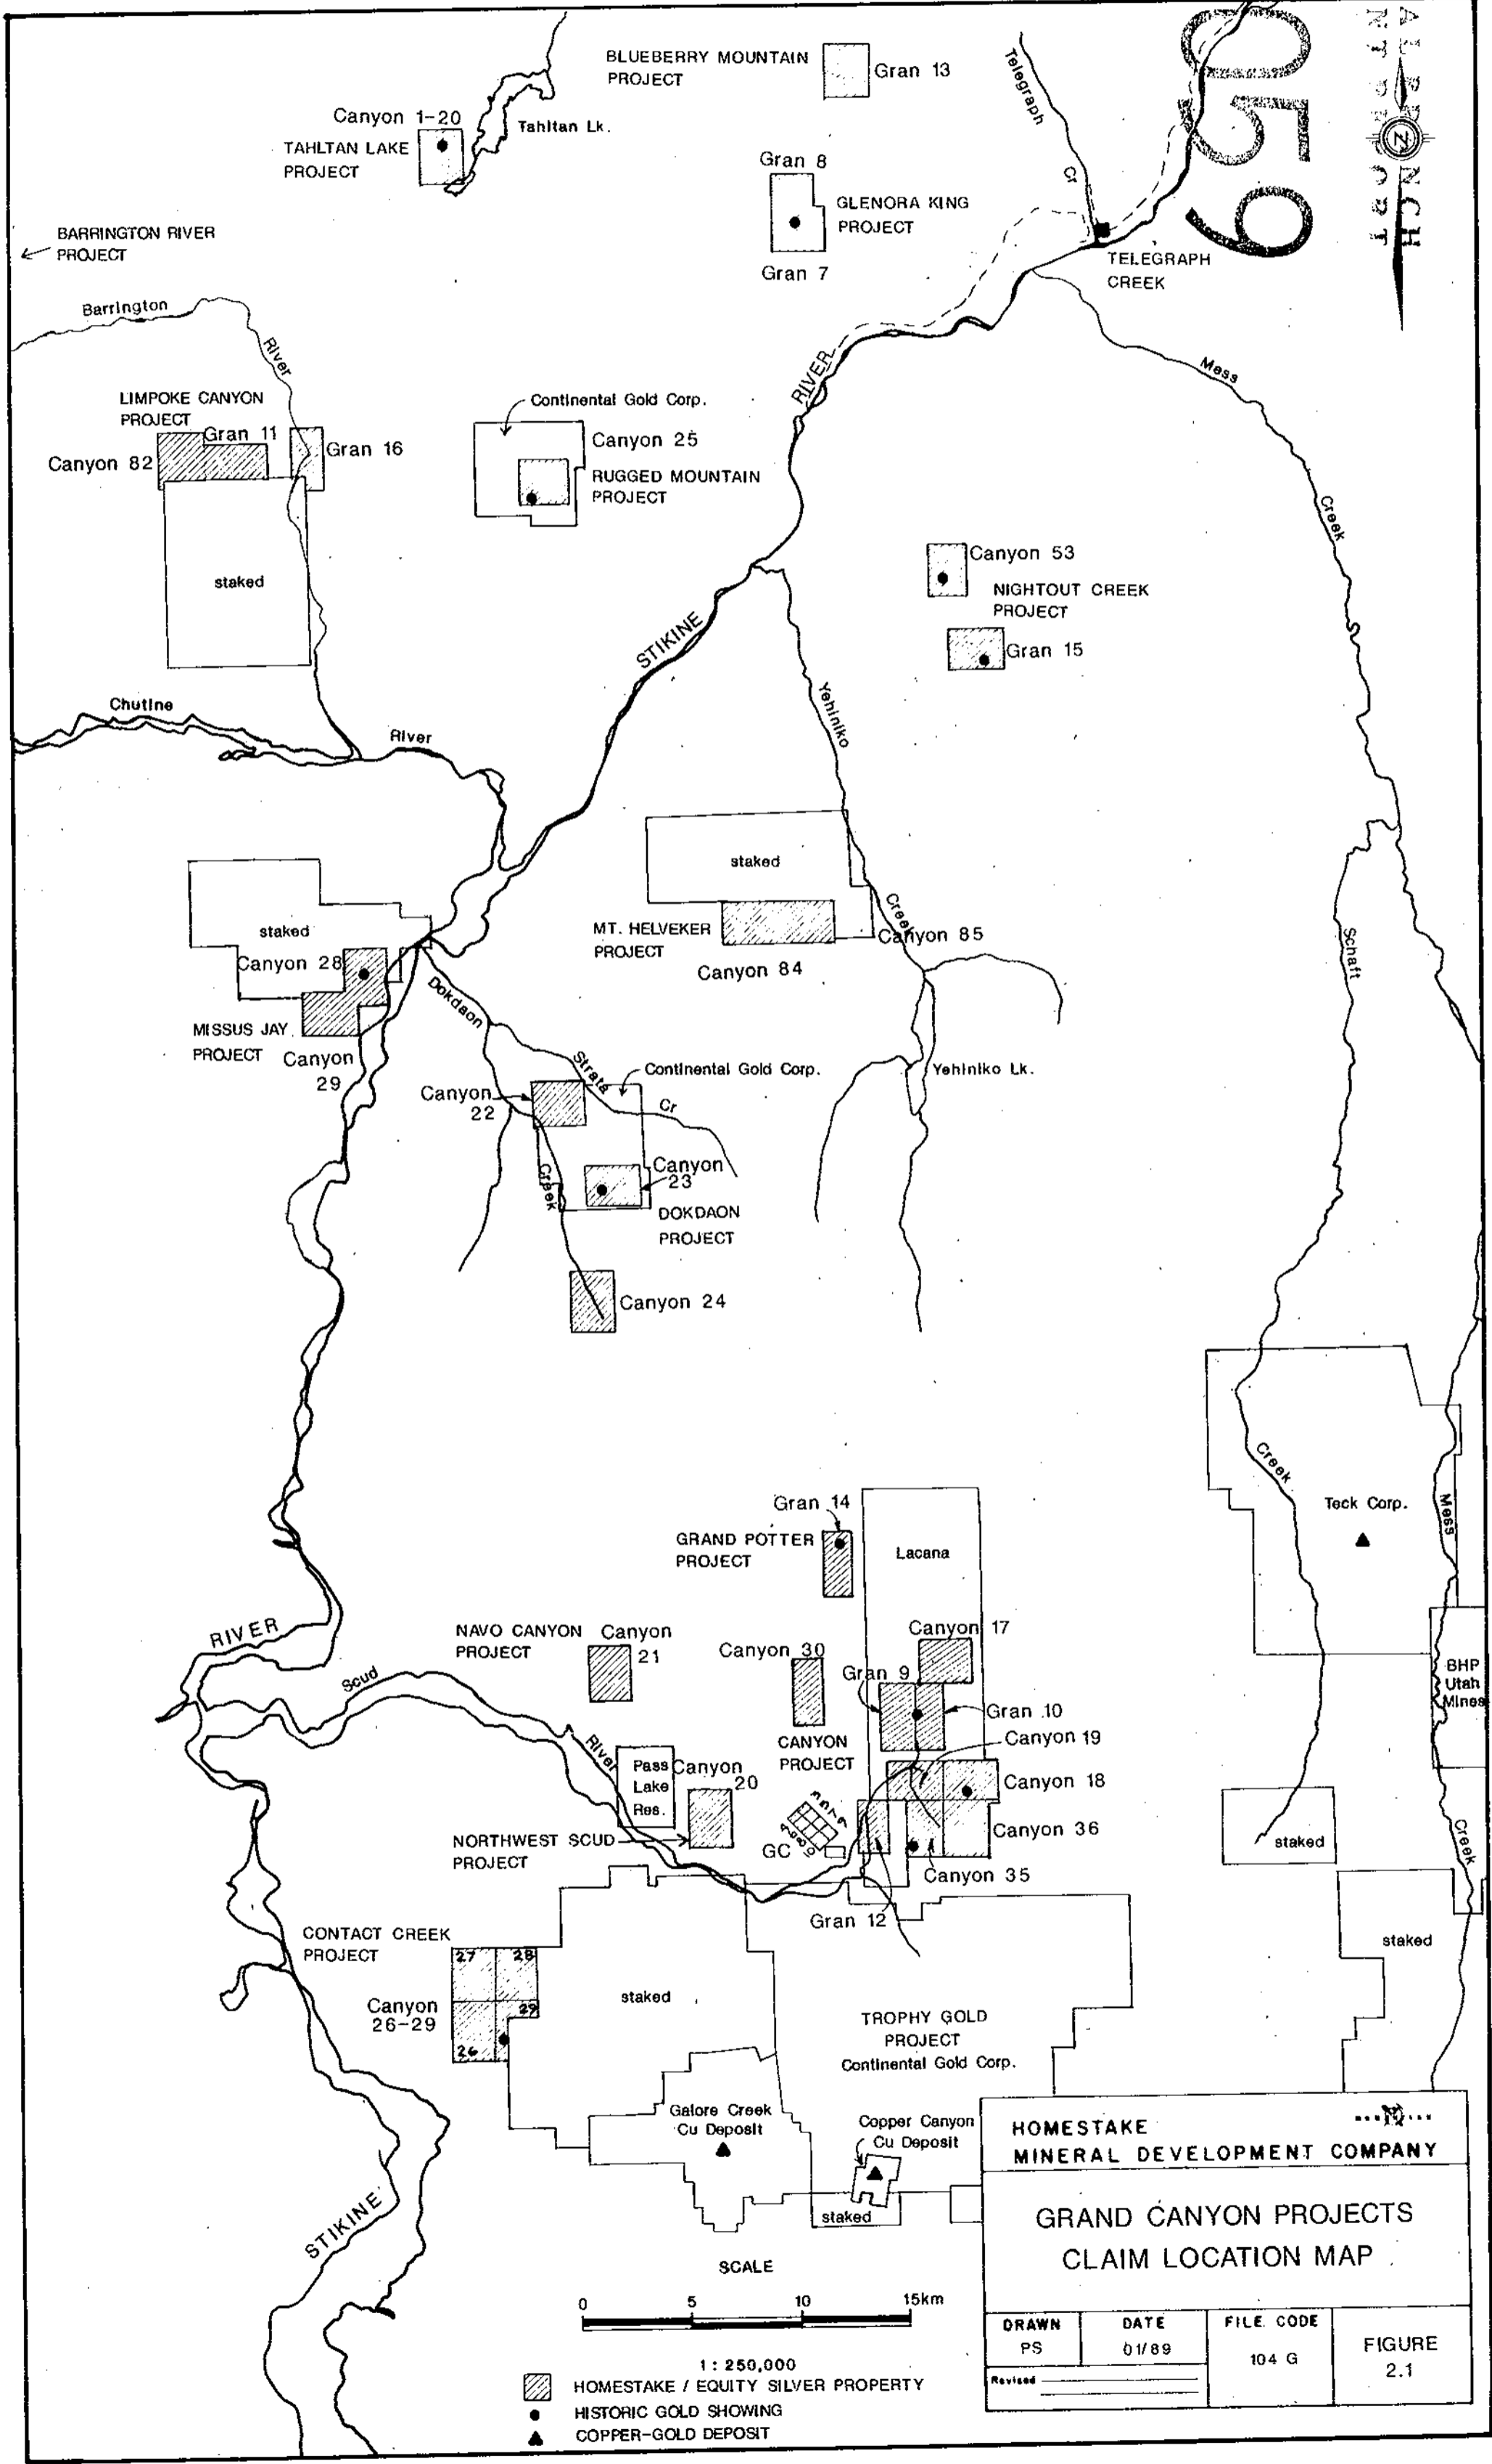 BLUEBERRY MOUNTAIN
PROJECT
Gran 13
059
Telegraph
Cr
Canyon 1-20
TAHLTAN LAKE
PROJECT
Tahltan Lk.
Gran 8
GLENORA KING
PROJECT
Gran 7
N
TELEGRAPH
CREEK
BARRINGTON RIVER
PROJECT
Barrington
River
LIMPOKE CANYON
PROJECT
Gran 11
Canyon 82
Gran 16
staked
Continental Gold Corp.
Canyon 25
RUGGED MOUNTAIN
PROJECT
RIVER
Mess
Creek
Canyon 53
NIGHTOUT CREEK
PROJECT
Gran 15
STIKINE
Yehiniko
Chutine
River
staked
staked
MT. HELVEKER
PROJECT
Creek
Canyon 85
Canyon 84
Canyon 28
MISSUS JAY
PROJECT
Canyon
29
Dokdaon
Strata
Cr
Continental Gold Corp.
Canyon
22
Creek
Canyon
23
DOKDAON
PROJECT
Canyon 24
Yehiniko Lk.
Schaft
Creek
Teck Corp.
Mess
Gran 14
GRAND POTTER
PROJECT
Lacana
RIVER
NAVO CANYON
PROJECT
Canyon
21
Canyon 30
CANYON
PROJECT
Canyon 17
Gran 9
Gran 10
Canyon 19
Canyon 18
Canyon 36
Canyon 35
Gran 12
GC
BHP
Utah
Mines
Scud
River
Pass
Lake
Res.
Canyon
20
NORTHWEST SCUD
PROJECT
staked
Creek
staked
CONTACT CREEK
PROJECT
27
28
29
26
Canyon
26-29
staked
TROPHY GOLD
PROJECT
Continental Gold Corp.
Galore Creek
Cu Deposit
Copper Canyon
Cu Deposit
staked
STIKINE
HOMESTAKE
MINERAL DEVELOPMENT COMPANY
GRAND CANYON PROJECTS
CLAIM LOCATION MAP
DRAWN
PS
DATE
01/89
FILE CODE
104 G
FIGURE
2.1
Revised
SCALE
0 5 10 15km
1 : 250,000
HOMESTAKE / EQUITY SILVER PROPERTY
HISTORIC GOLD SHOWING
COPPER-GOLD DEPOSIT